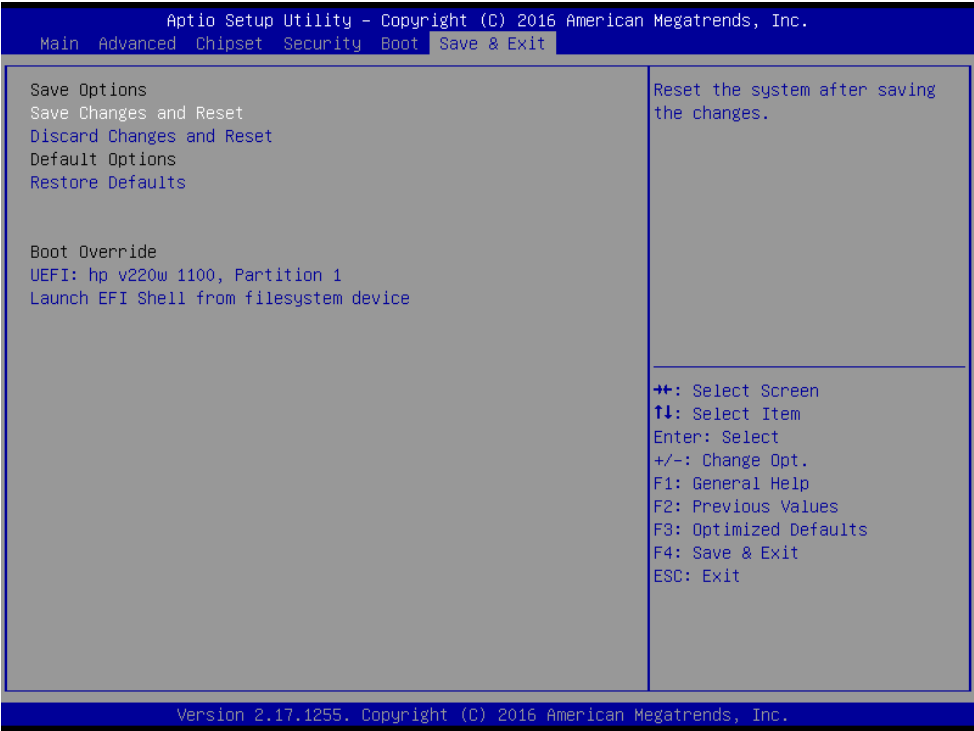 Aptio Setup Utility – Copyright (C) 2016 American Megatrends, Inc.
Main Advanced Chipset Security Boot Save & Exit
Save Options
Save Changes and Reset
Discard Changes and Reset
Default Options
Restore Defaults
Boot Override
UEFI: hp v220w 1100, Partition 1
Launch EFI Shell from filesystem device
Reset the system after saving
the changes.
→←: Select Screen
↑↓: Select Item
Enter: Select
+/-: Change Opt.
F1: General Help
F2: Previous Values
F3: Optimized Defaults
F4: Save & Exit
ESC: Exit
Version 2.17.1255. Copyright (C) 2016 American Megatrends, Inc.